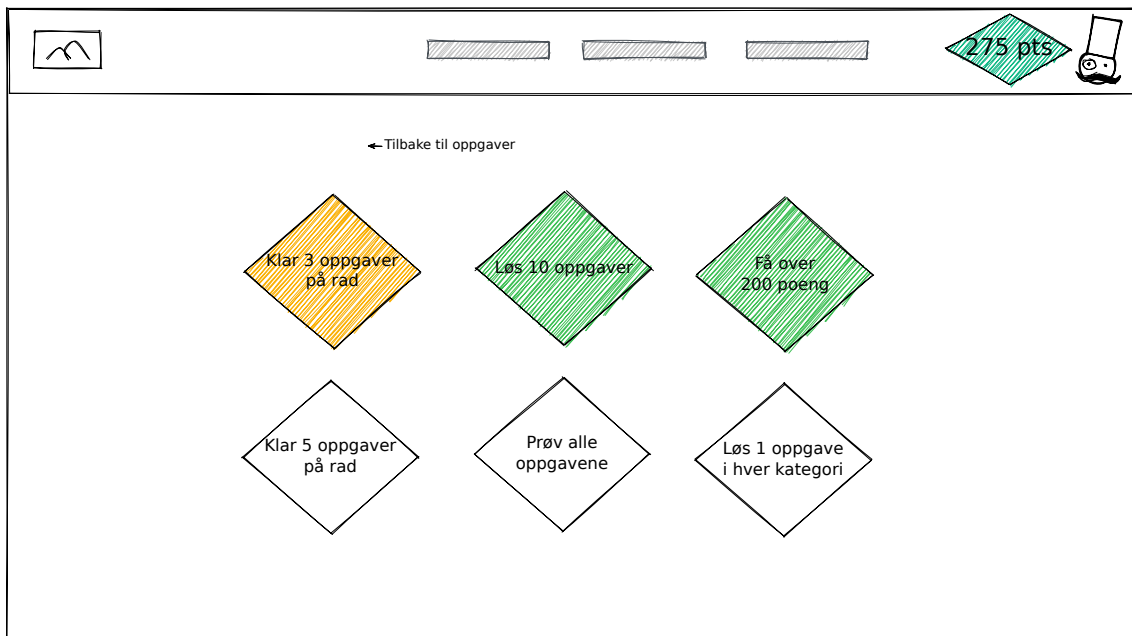 275 pts
Tilbake til oppgaver
Klar 3 oppgaver
på rad
Løs 10 oppgaver
Få over
200 poeng
Klar 5 oppgaver
på rad
Prøv alle
oppgavene
Løs 1 oppgave
i hver kategori